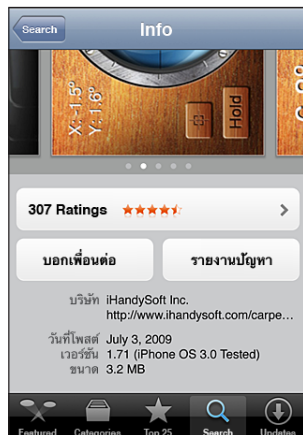 Search
Info
X:-1.5°
Y:1.6°
Hold
307 Ratings
บอกเพื่อนต่อ
รายงานปัญหา
บริษัท iHandySoft Inc.
http://www.ihandysoft.com/carpe...
วันที่โพสต์ July 3, 2009
เวอร์ชัน 1.71 (iPhone OS 3.0 Tested)
ขนาด 3.2 MB
Featured Categories Top 25 Search Updates